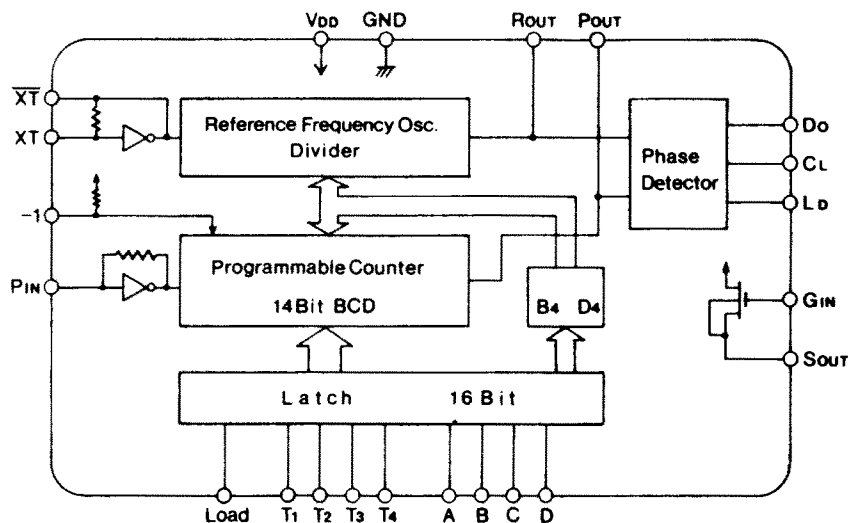 VDD GND ROUT POUT
XT
XT
Reference Frequency Osc.
Divider
Phase
Detector
DO
CL
LD
-1
PIN
Programmable Counter
14Bit BCD
B4 D4
GIN
SOUT
Latch 16 Bit
Load T1 T2 T3 T4 A B C D